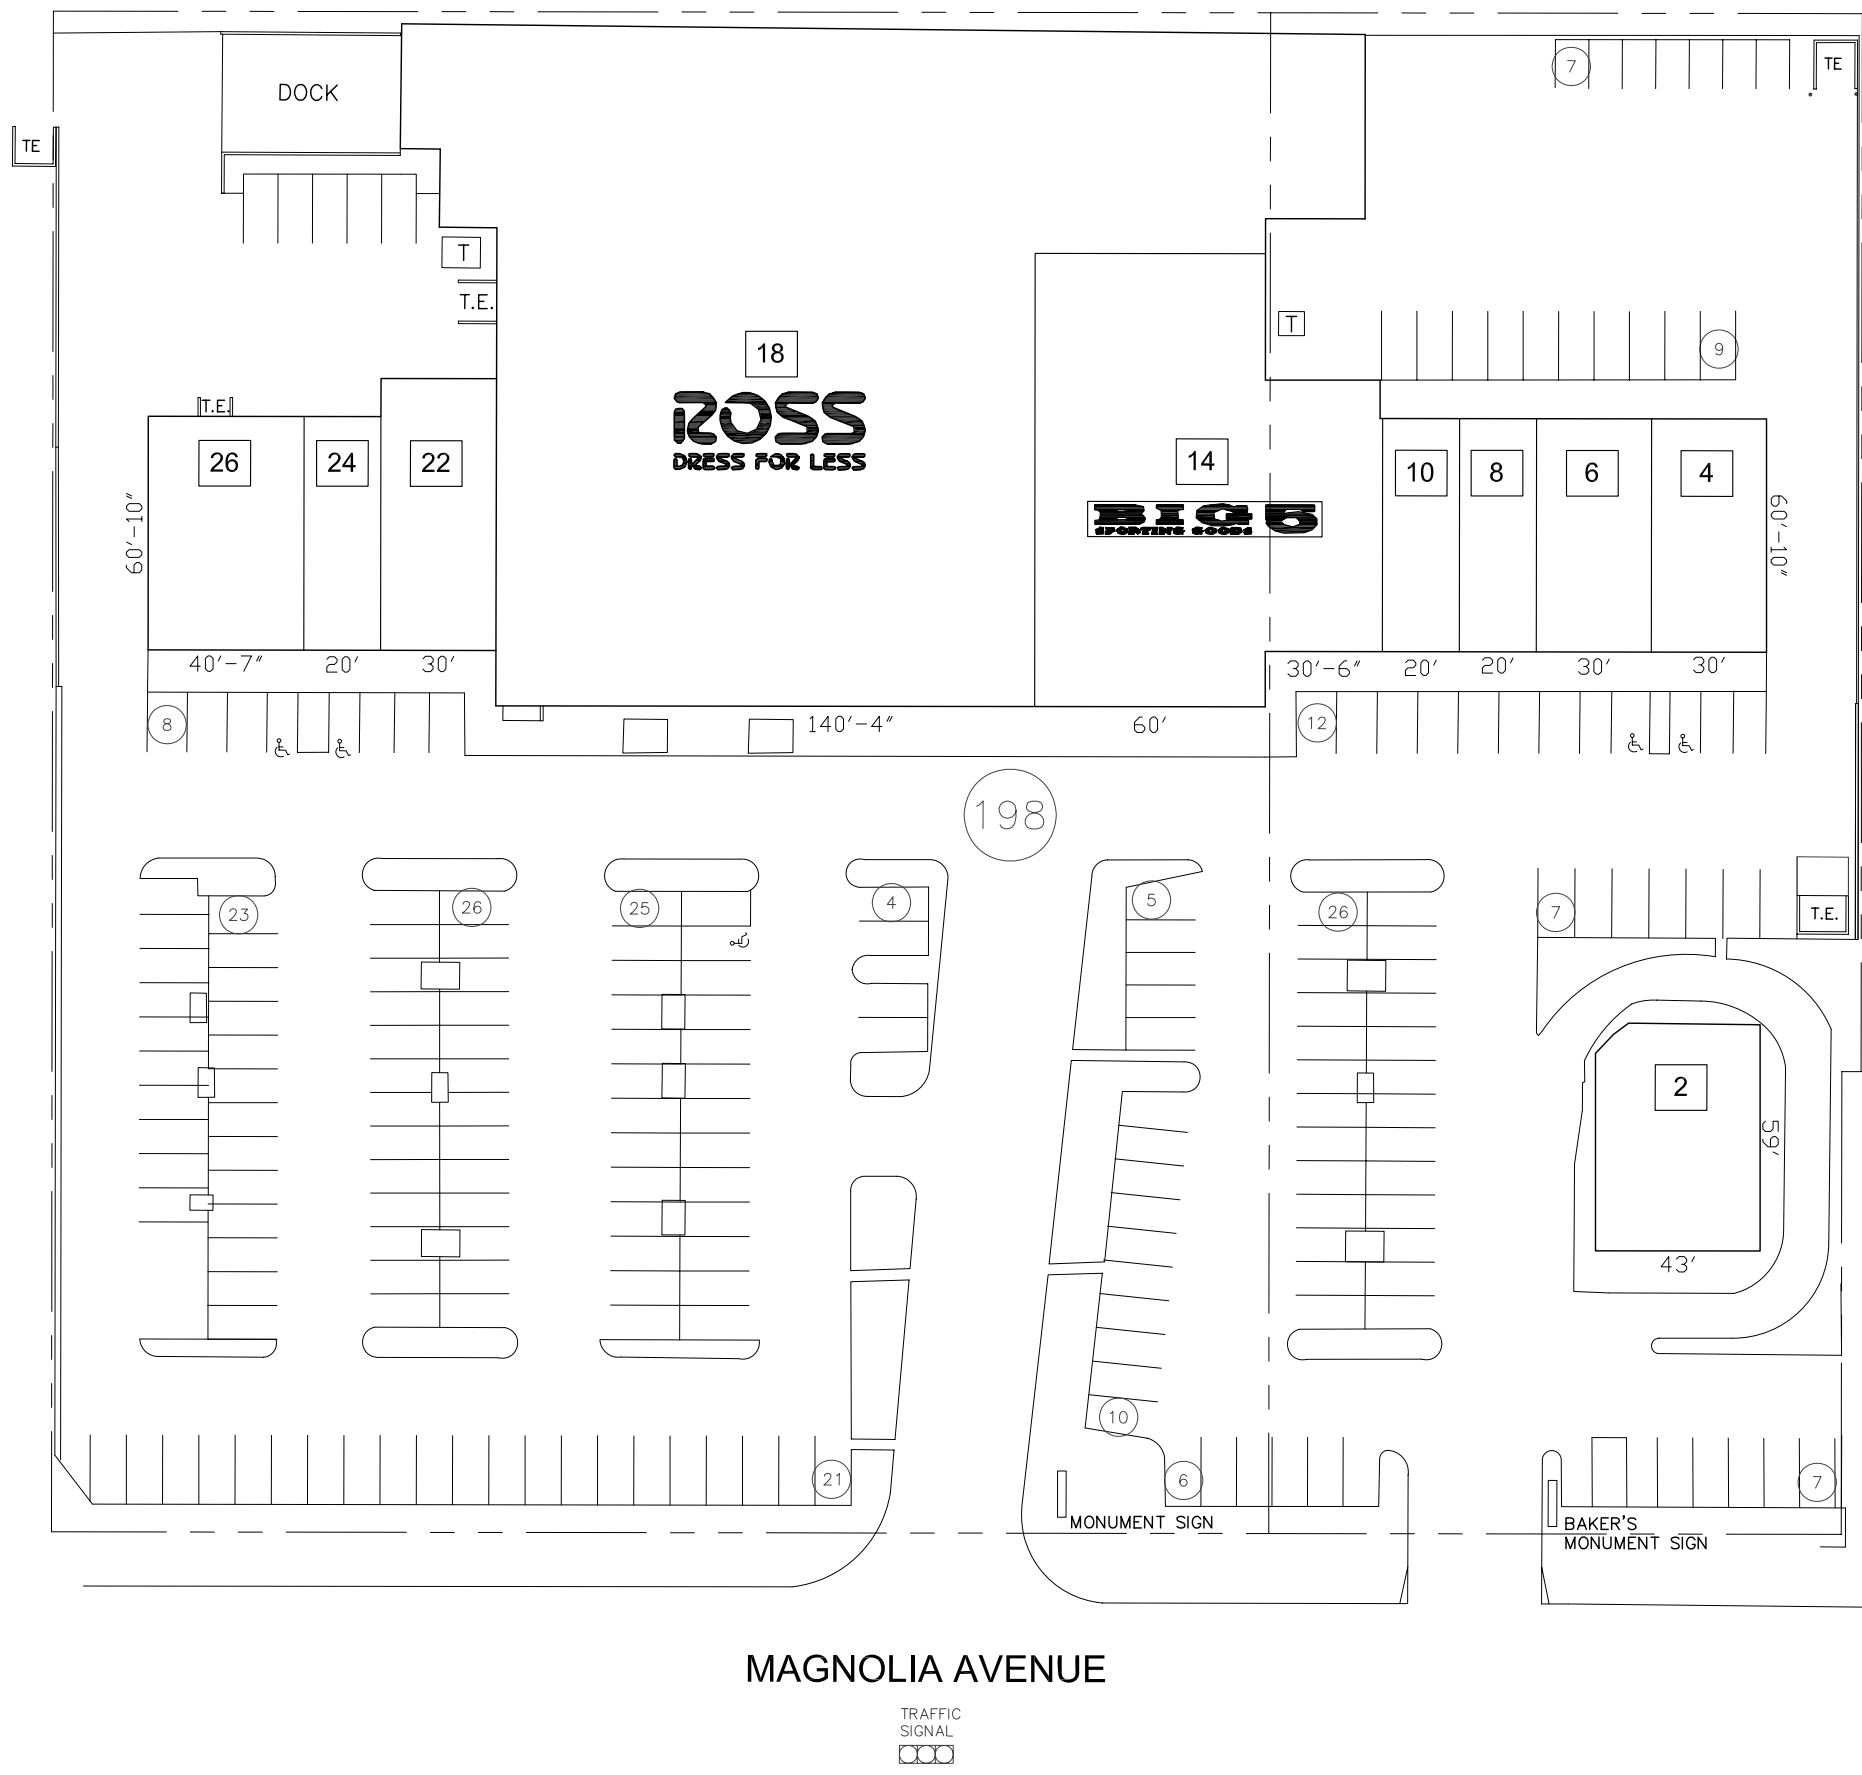 7
TE
DOCK
TE
T
T.E.
T
18
9
ROSS
DRESS FOR LESS
T.E.
26
24
22
14
10
8
6
4
BIG 5
SPORTING GOODS
60'-10"
60'-10"
40'-7"
20'
30'
30'-6"
20'
20'
30'
30'
8
140'-4"
60'
12
198
23
26
25
4
5
26
7
T.E.
2
59'
43'
10
21
6
7
MONUMENT SIGN
BAKER'S
MONUMENT SIGN
MAGNOLIA AVENUE
TRAFFIC
SIGNAL